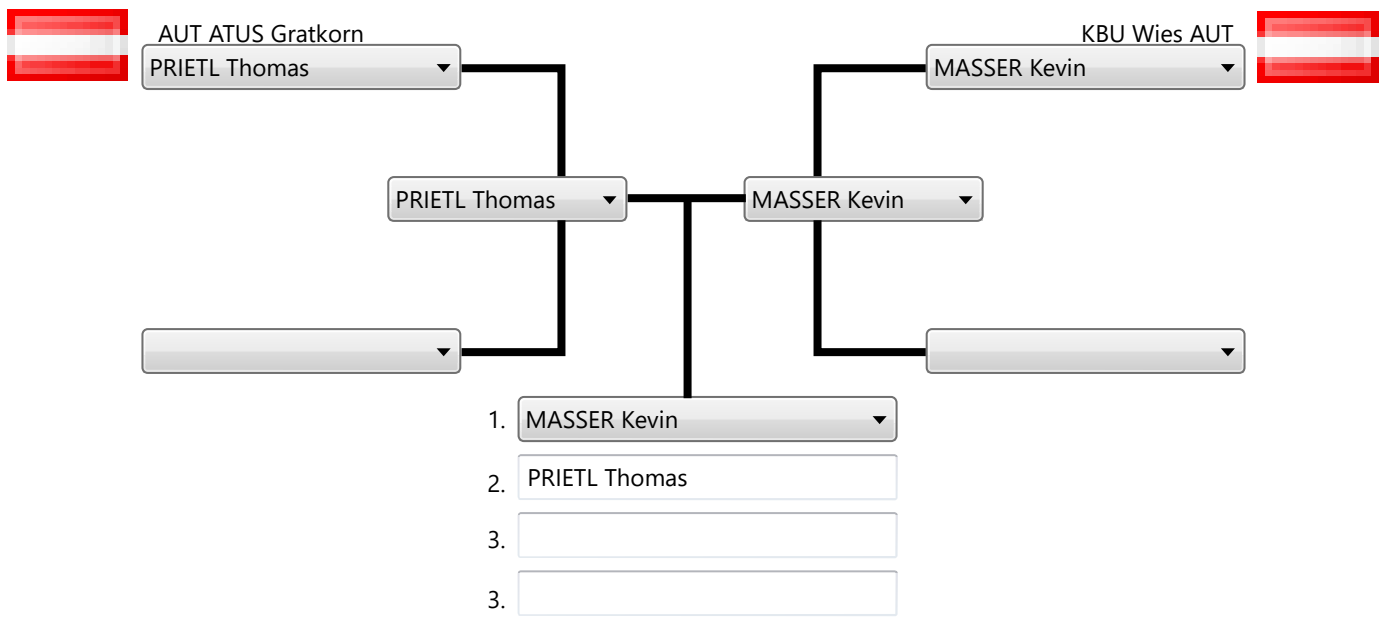 AUT ATUS Gratkorn
KBU Wies AUT
PRIETL Thomas
MASSER Kevin
PRIETL Thomas
MASSER Kevin
1. MASSER Kevin
2. PRIETL Thomas
3.
3.